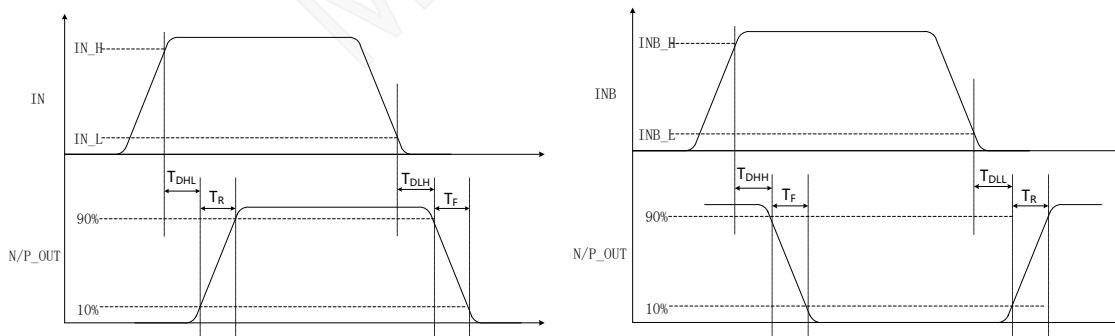 IN_H
IN
IN_L
T_DHL
T_R
T_DLH
T_F
90%
N/P_OUT
10%
INB_H
INB
INB_L
T_DHH
T_F
T_DLL
T_R
90%
N/P_OUT
10%